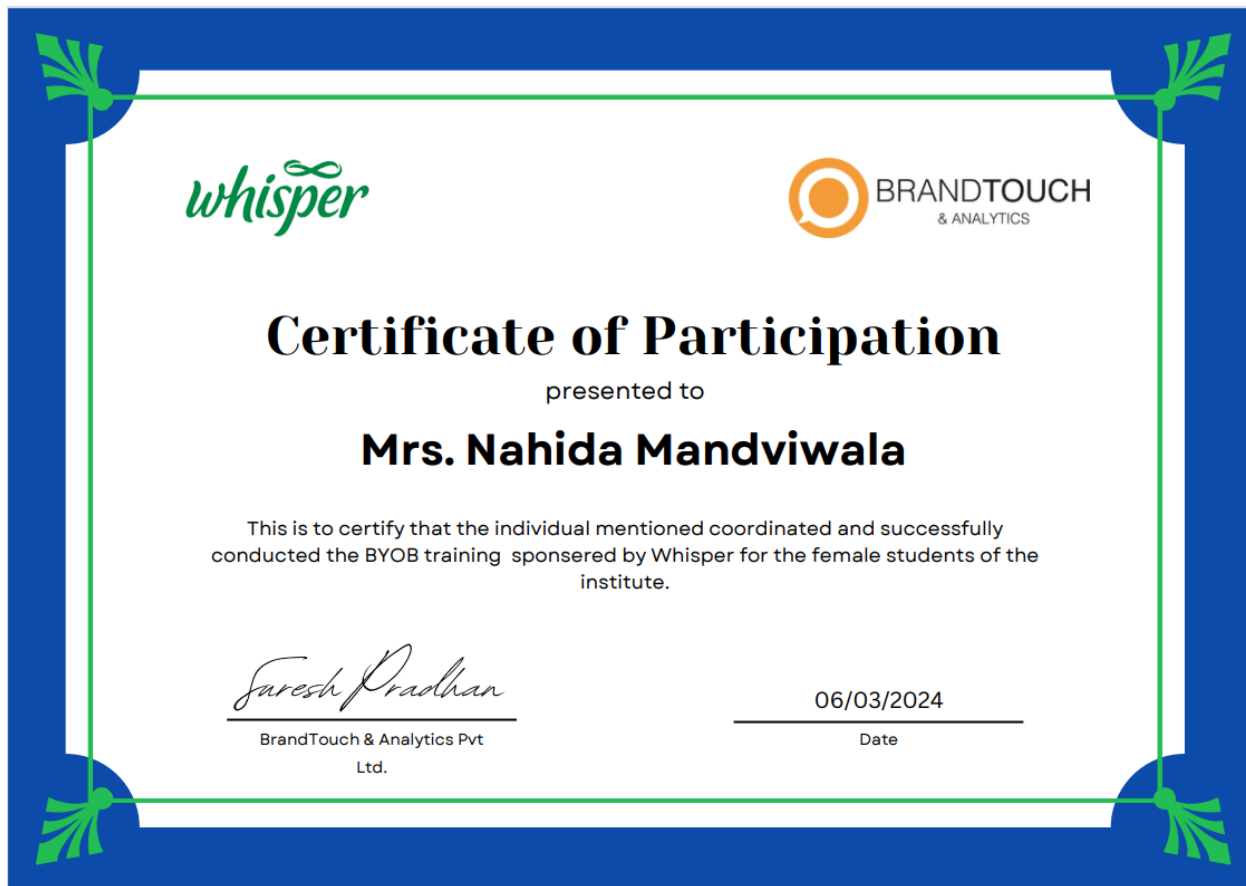 whisper
BRANDTOUCH
& ANALYTICS
Certificate of Participation
presented to
Mrs. Nahida Mandviwala
This is to certify that the individual mentioned coordinated and successfully
conducted the BYOB training  sponsered by Whisper for the female students of the
institute.
Suresh Pradhan
BrandTouch & Analytics Pvt
Ltd.
06/03/2024
Date